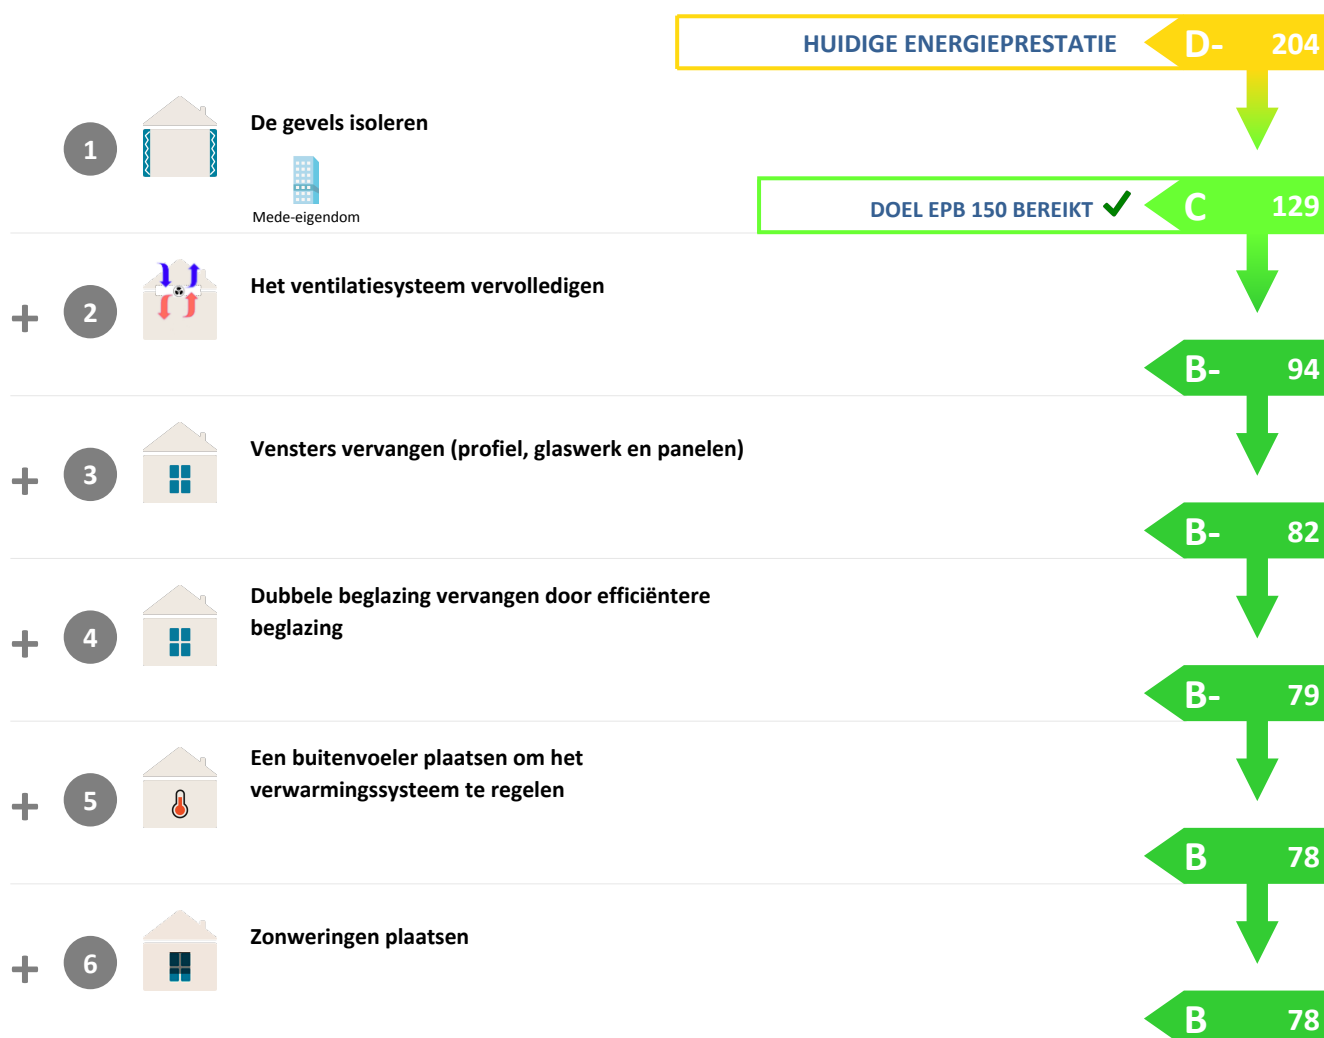 HUIDIGE ENERGIEPRESTATIE D- 204
1 De gevels isoleren
Mede-eigendom
DOEL EPB 150 BEREIKT ✔ C 129
+ 2 Het ventilatiesysteem vervolledigen
B- 94
+ 3 Vensters vervangen (profiel, glaswerk en panelen)
B- 82
Dubbele beglazing vervangen door efficiëntere
+ 4 beglazing
B- 79
Een buitenvoeler plaatsen om het
+ 5 verwarmingssysteem te regelen
B 78
+ 6 Zonweringen plaatsen
B 78